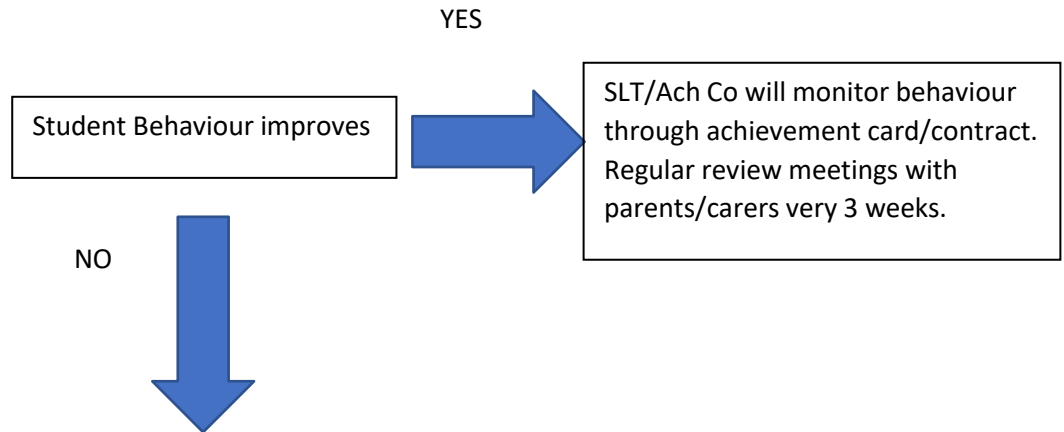 YES
Student Behaviour improves
SLT/Ach Co will monitor behaviour
through achievement card/contract.
Regular review meetings with
parents/carers very 3 weeks.
NO